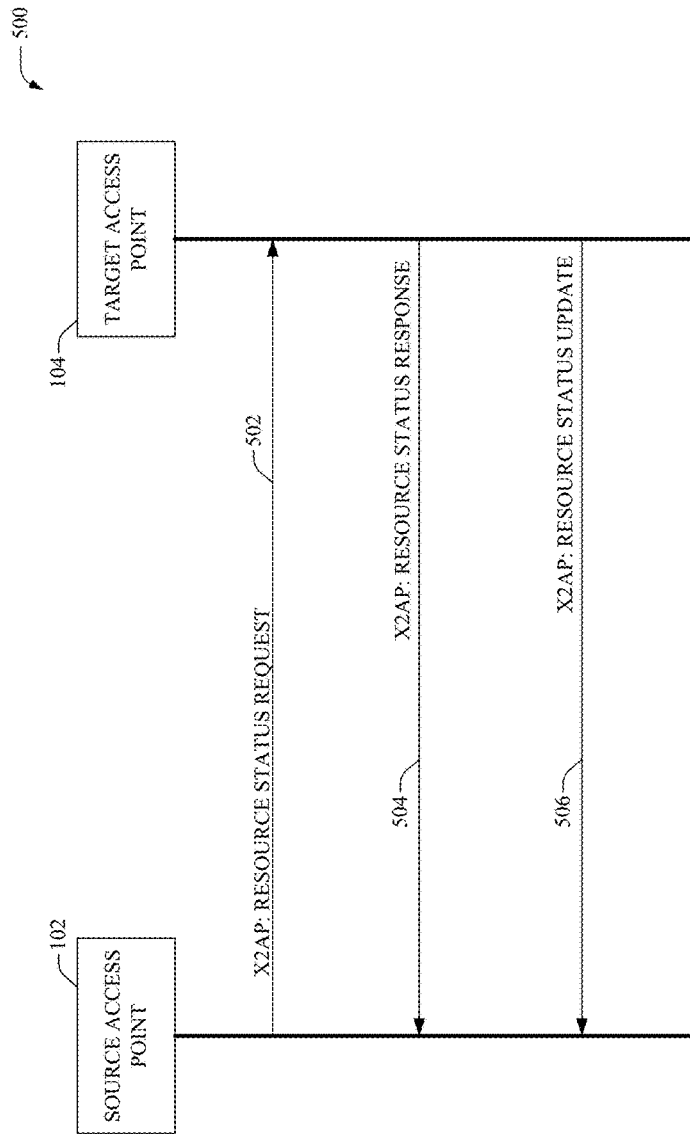 500
102
SOURCE ACCESS
POINT
104
TARGET ACCESS
POINT
X2AP: RESOURCE STATUS REQUEST
502
504
X2AP: RESOURCE STATUS RESPONSE
506
X2AP: RESOURCE STATUS UPDATE